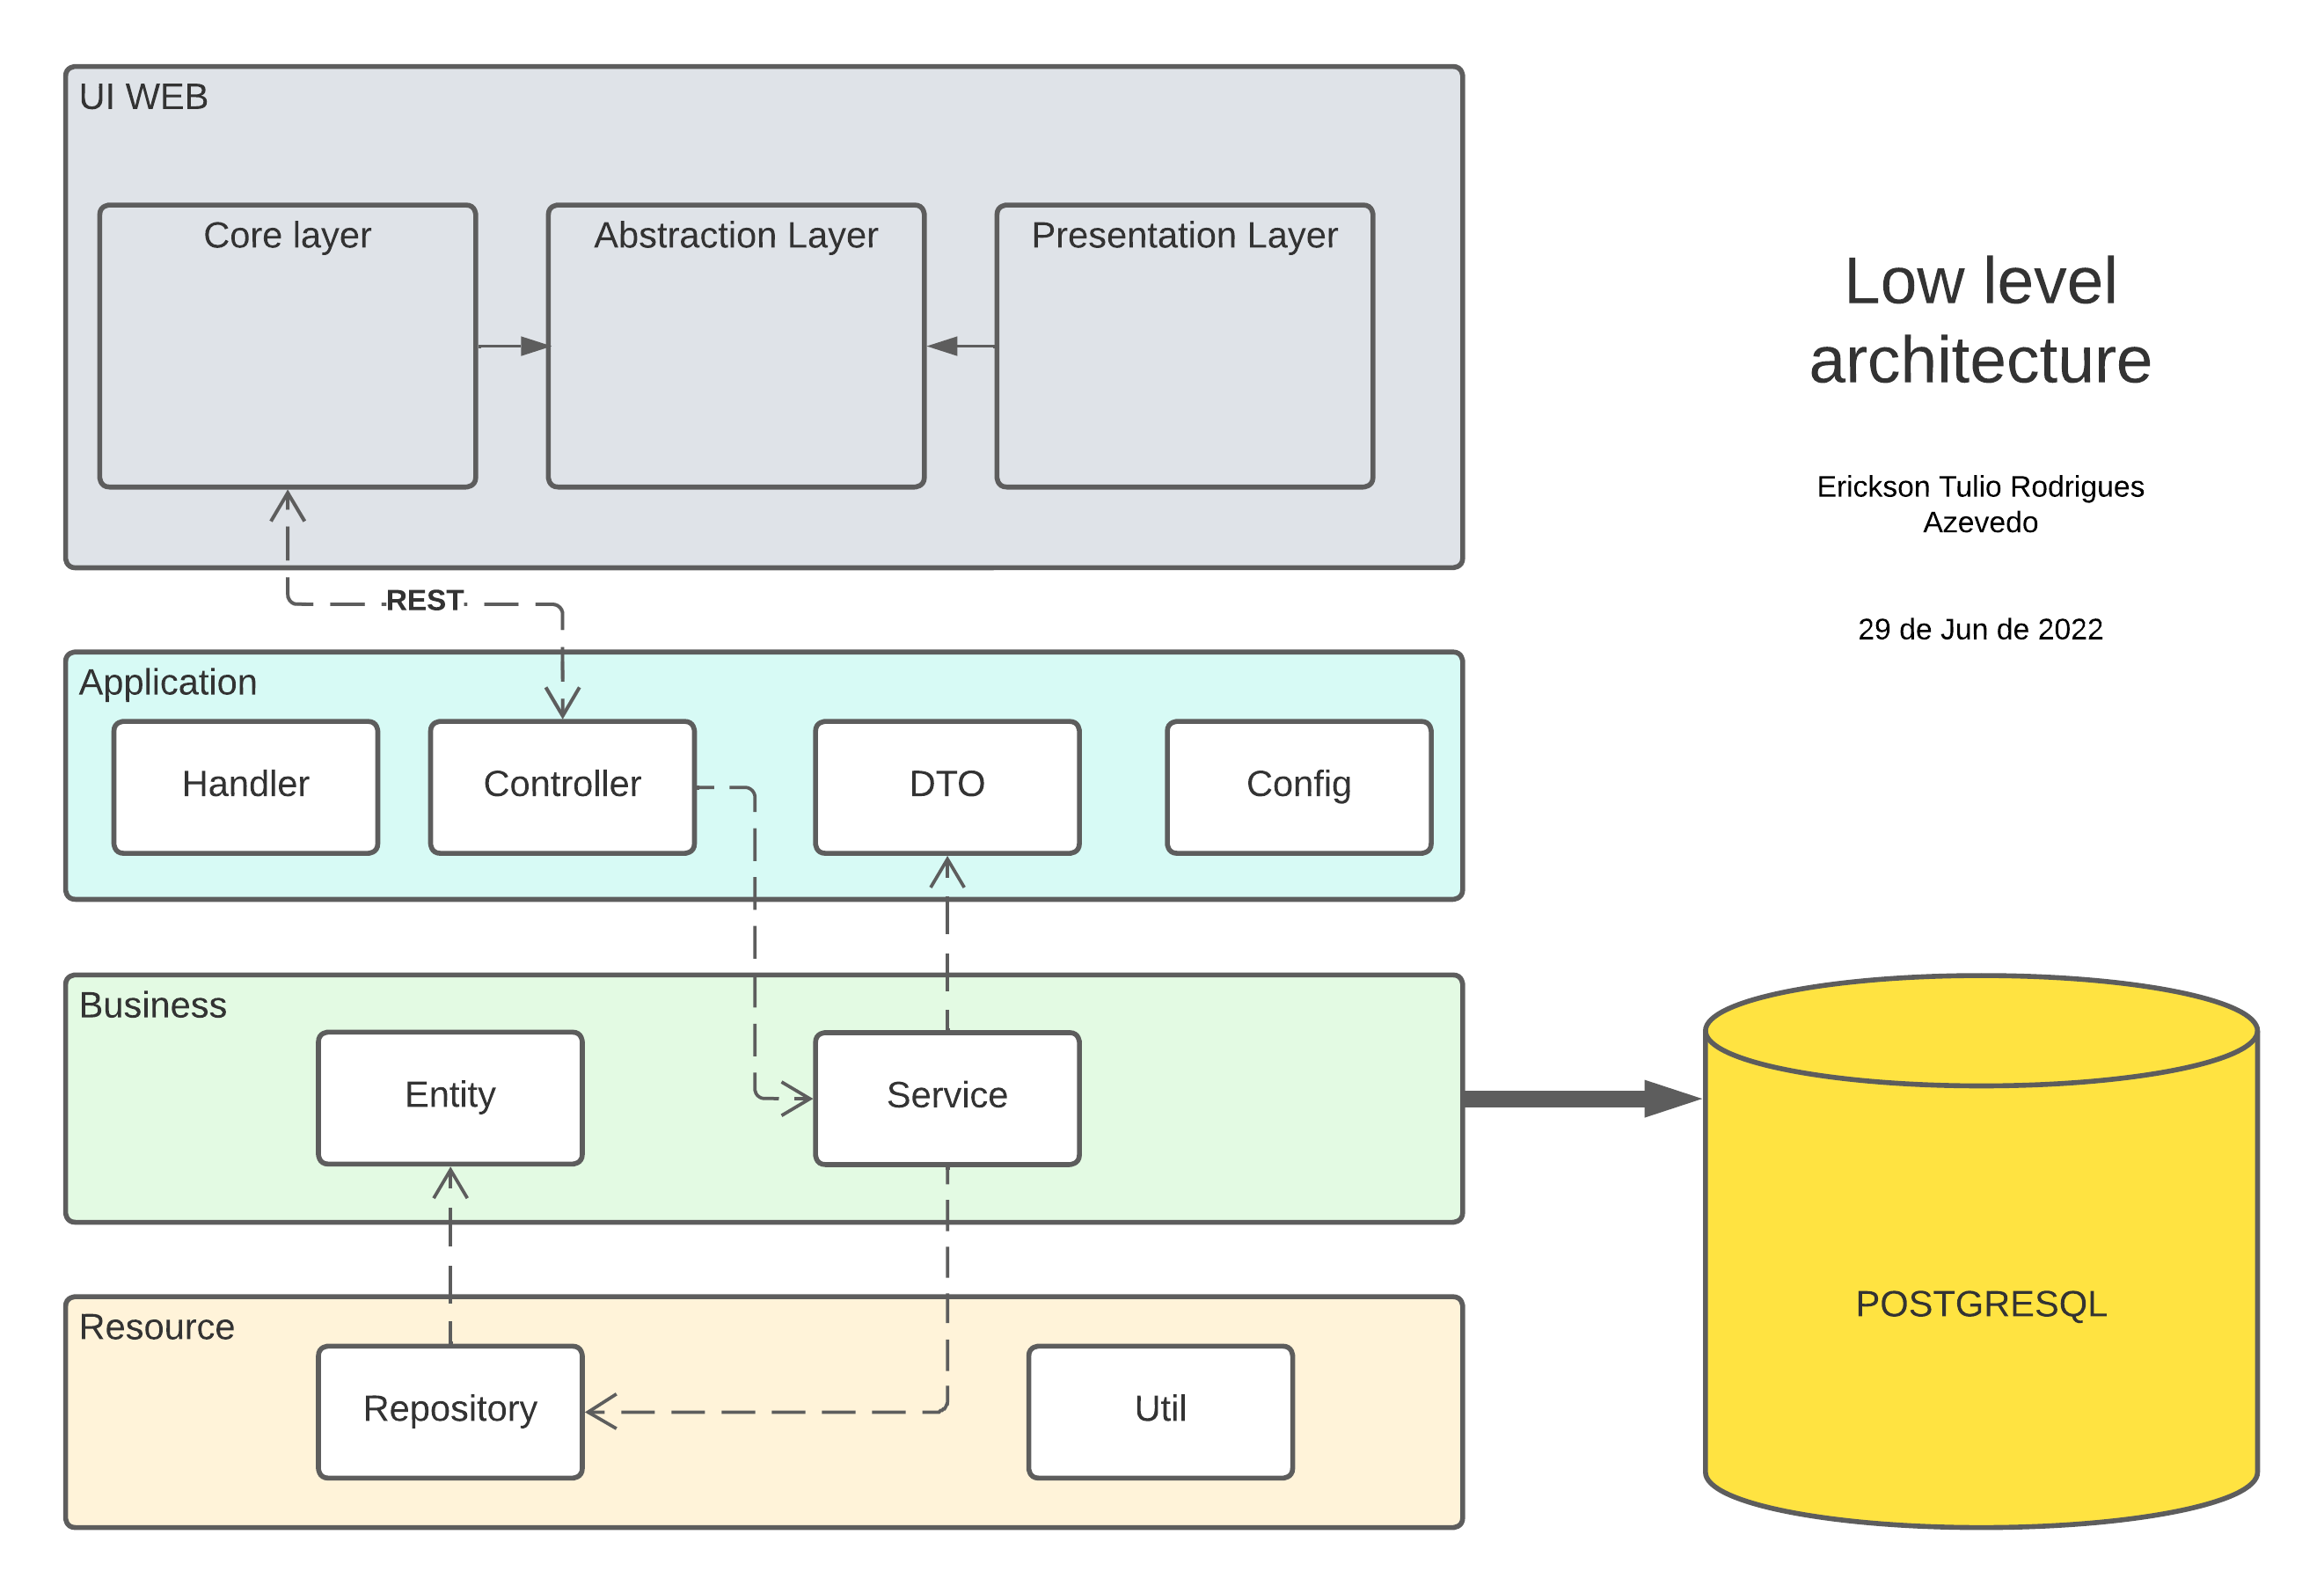 UI WEB
Core layer
Abstraction Layer
Presentation Layer
Low level
architecture
Erickson Tulio Rodrigues
Azevedo
29 de Jun de 2022
REST
Application
Handler
Controller
DTO
Config
Business
Entity
Service
POSTGRESQL
Resource
Repository
Util